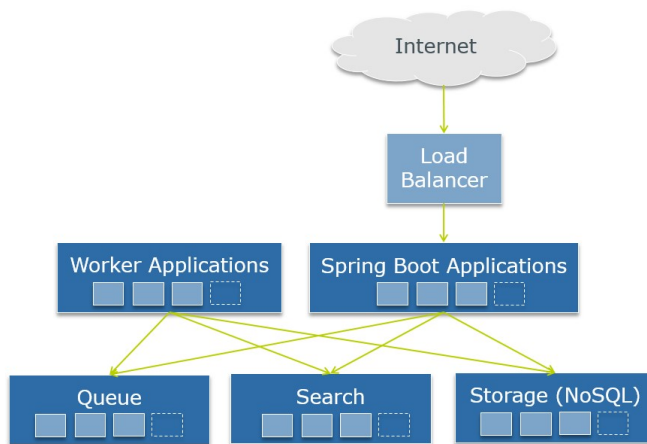 Internet
Load
Balancer
Worker Applications
Spring Boot Applications
Queue
Search
Storage (NoSQL)